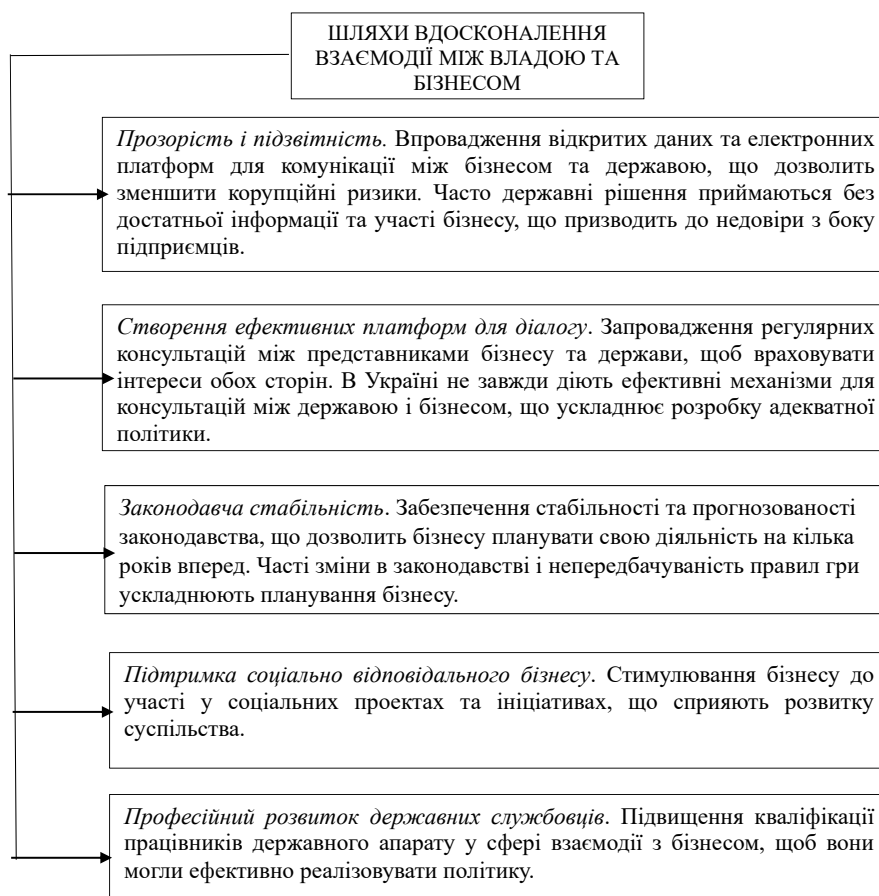 ШЛЯХИ ВДОСКОНАЛЕННЯ
ВЗАЄМОДІЇ МІЖ ВЛАДОЮ ТА
БІЗНЕСОМ
Прозорість і підзвітність. Впровадження відкритих даних та електронних
платформ для комунікації між бізнесом та державою, що дозволить
зменшити корупційні ризики. Часто державні рішення приймаються без
достатньої інформації та участі бізнесу, що призводить до недовіри з боку
підприємців.
Створення ефективних платформ для діалогу. Запровадження регулярних
консультацій між представниками бізнесу та держави, щоб враховувати
інтереси обох сторін. В Україні не завжди діють ефективні механізми для
консультацій між державою і бізнесом, що ускладнює розробку адекватної
політики.
Законодавча стабільність. Забезпечення стабільності та прогнозованості
законодавства, що дозволить бізнесу планувати свою діяльність на кілька
років вперед. Часті зміни в законодавстві і непередбачуваність правил гри
ускладнюють планування бізнесу.
Підтримка соціально відповідального бізнесу. Стимулювання бізнесу до
участі у соціальних проектах та ініціативах, що сприяють розвитку
суспільства.
Професійний розвиток державних службовців. Підвищення кваліфікації
працівників державного апарату у сфері взаємодії з бізнесом, щоб вони
могли ефективно реалізовувати політику.